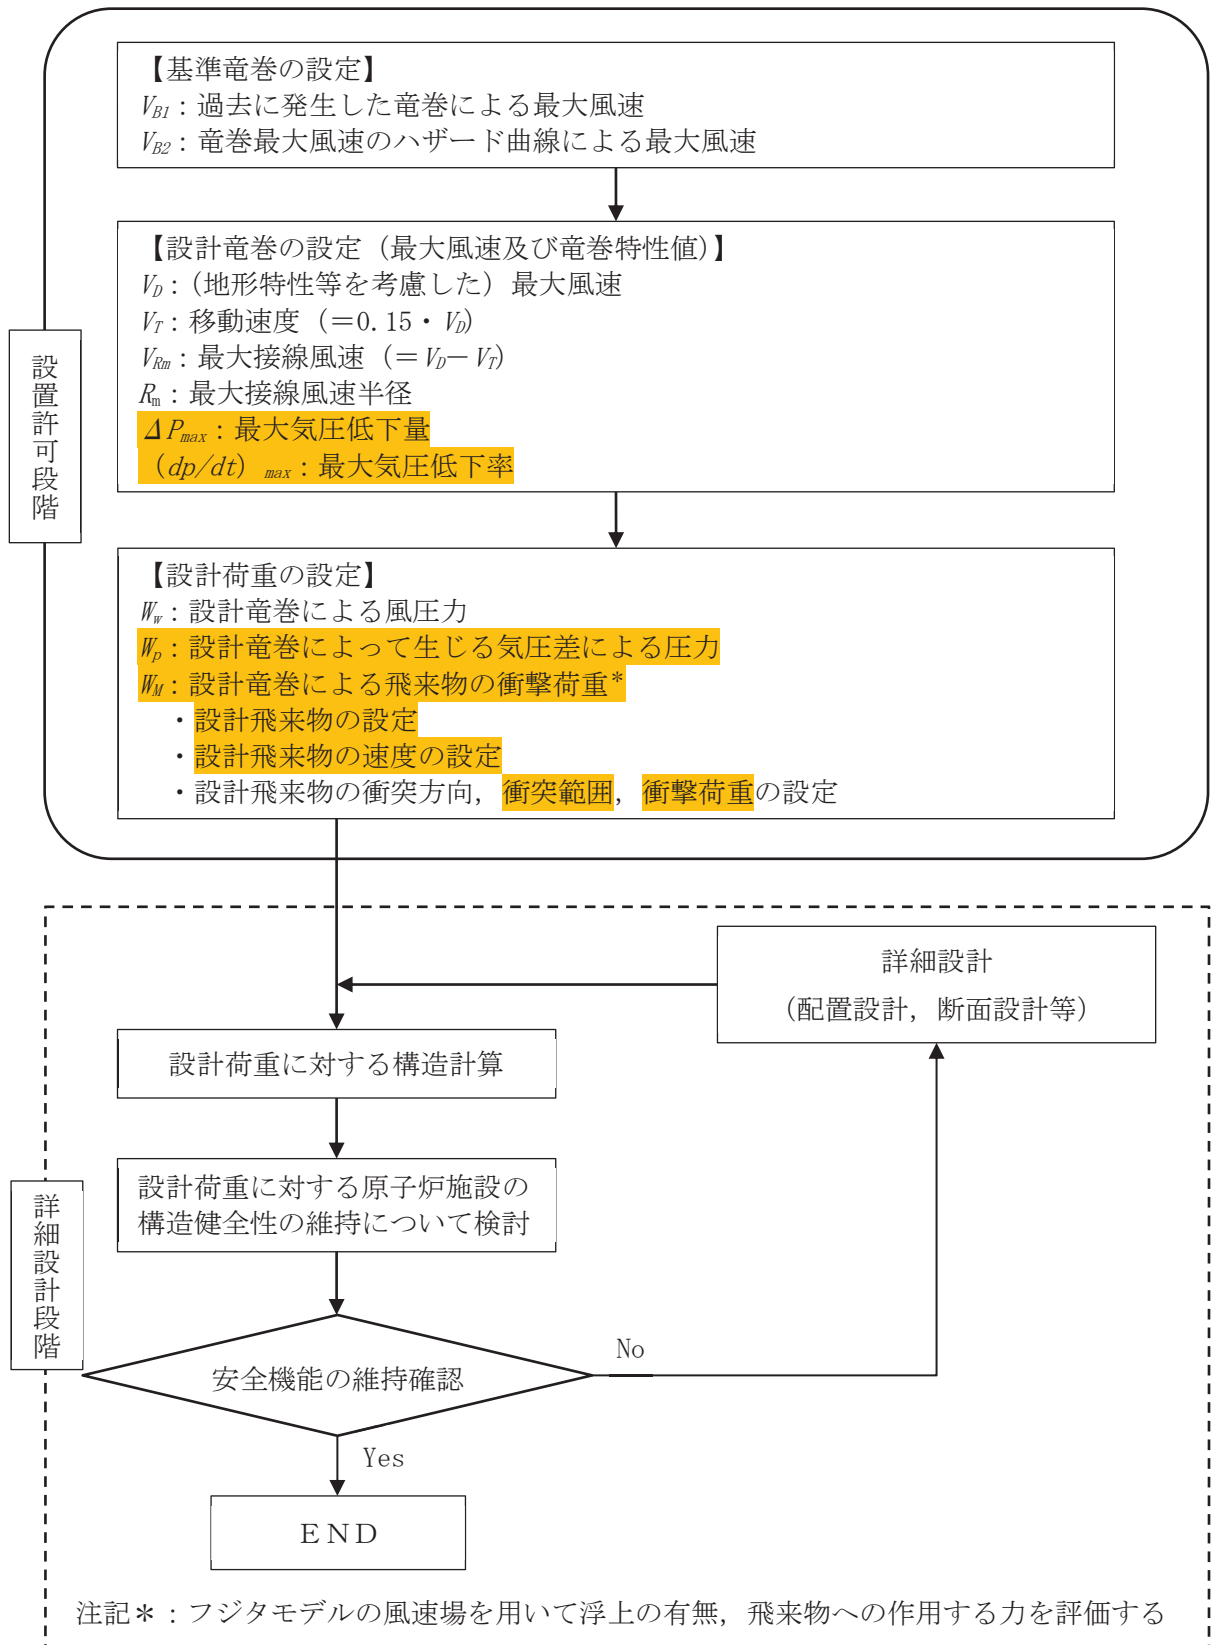 【基準竜巻の設定】
V_B1：過去に発生した竜巻による最大風速
V_B2：竜巻最大風速のハザード曲線による最大風速
【設計竜巻の設定（最大風速及び竜巻特性値）】
V_D：（地形特性等を考慮した）最大風速
V_T：移動速度（＝0.15・V_D）
V_Rm：最大接線風速（＝V_D－V_T）
R_m：最大接線風速半径
ΔP_max：最大気圧低下量
（dp/dt）_max：最大気圧低下率
設置許可段階
【設計荷重の設定】
W_w：設計竜巻による風圧力
W_p：設計竜巻によって生じる気圧差による圧力
W_M：設計竜巻による飛来物の衝撃荷重*
・設計飛来物の設定
・設計飛来物の速度の設定
・設計飛来物の衝突方向，衝突範囲，衝撃荷重の設定
詳細設計
（配置設計，断面設計等）
設計荷重に対する構造計算
設計荷重に対する原子炉施設の
構造健全性の維持について検討
詳細設計段階
安全機能の維持確認
No
Yes
ＥＮＤ
注記＊：フジタモデルの風速場を用いて浮上の有無，飛来物への作用する力を評価する